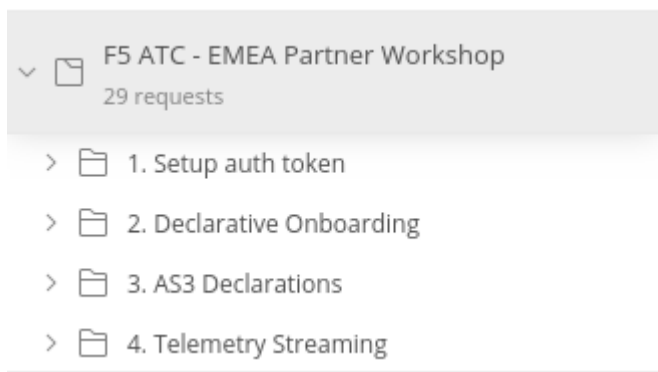 F5 ATC - EMEA Partner Workshop
29 requests
1. Setup auth token
2. Declarative Onboarding
3. AS3 Declarations
4. Telemetry Streaming